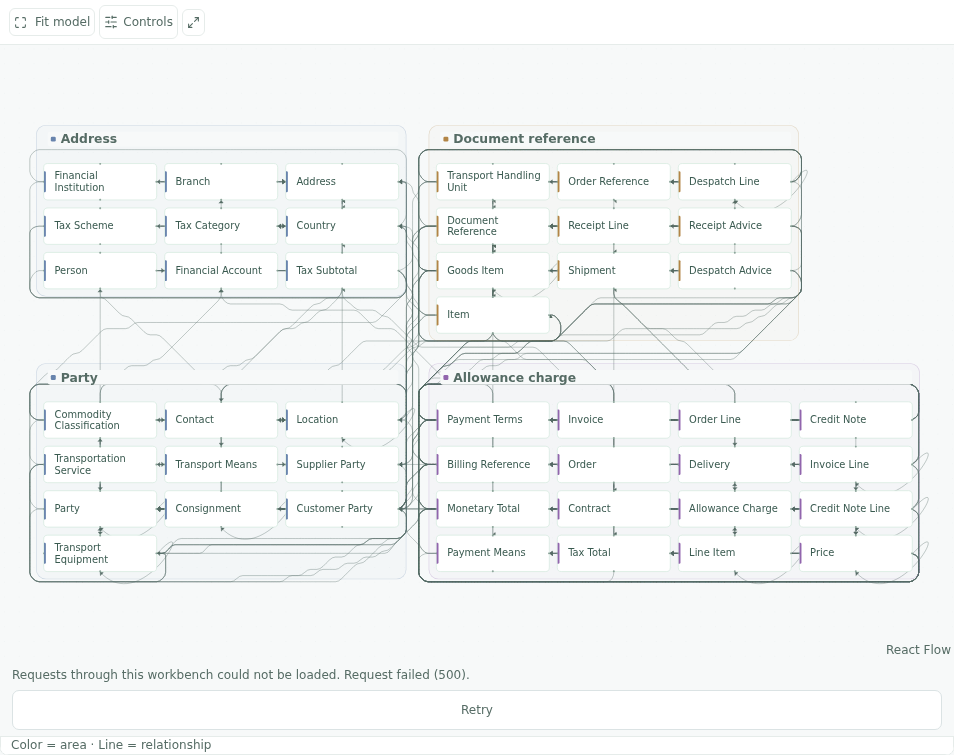 Fit model
Controls
Address
Financial
Institution
Branch
Address
Tax Scheme
Tax Category
Country
Person
Financial Account
Tax Subtotal
Document reference
Transport Handling
Unit
Order Reference
Despatch Line
Document
Reference
Receipt Line
Receipt Advice
Goods Item
Shipment
Despatch Advice
Item
Party
Commodity
Classification
Contact
Location
Transportation
Service
Transport Means
Supplier Party
Party
Consignment
Customer Party
Transport
Equipment
Allowance charge
Payment Terms
Invoice
Order Line
Credit Note
Billing Reference
Order
Delivery
Invoice Line
Monetary Total
Contract
Allowance Charge
Credit Note Line
Payment Means
Tax Total
Line Item
Price
React Flow
Requests through this workbench could not be loaded. Request failed (500).
Retry
Color = area · Line = relationship